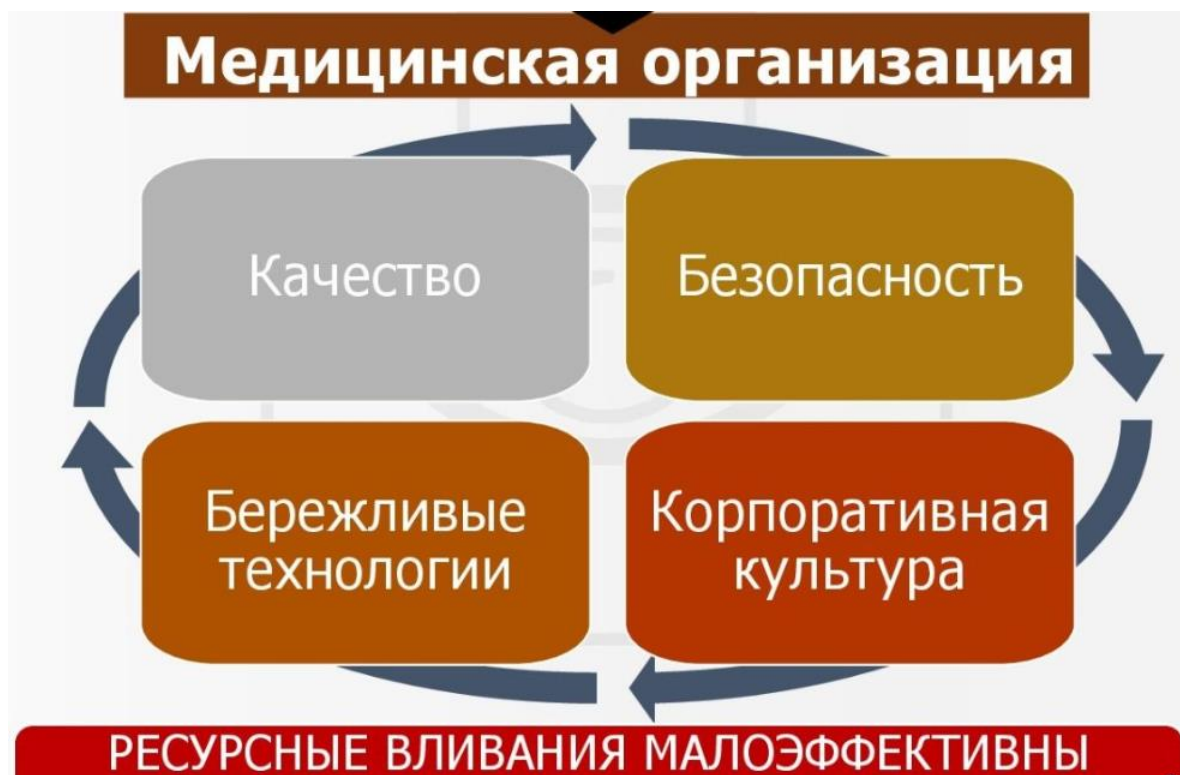 Медицинская организация
Качество
Безопасность
Бережливые
технологии
Корпоративная
культура
РЕСУРСНЫЕ ВЛИВАНИЯ МАЛОЭФФЕКТИВНЫ